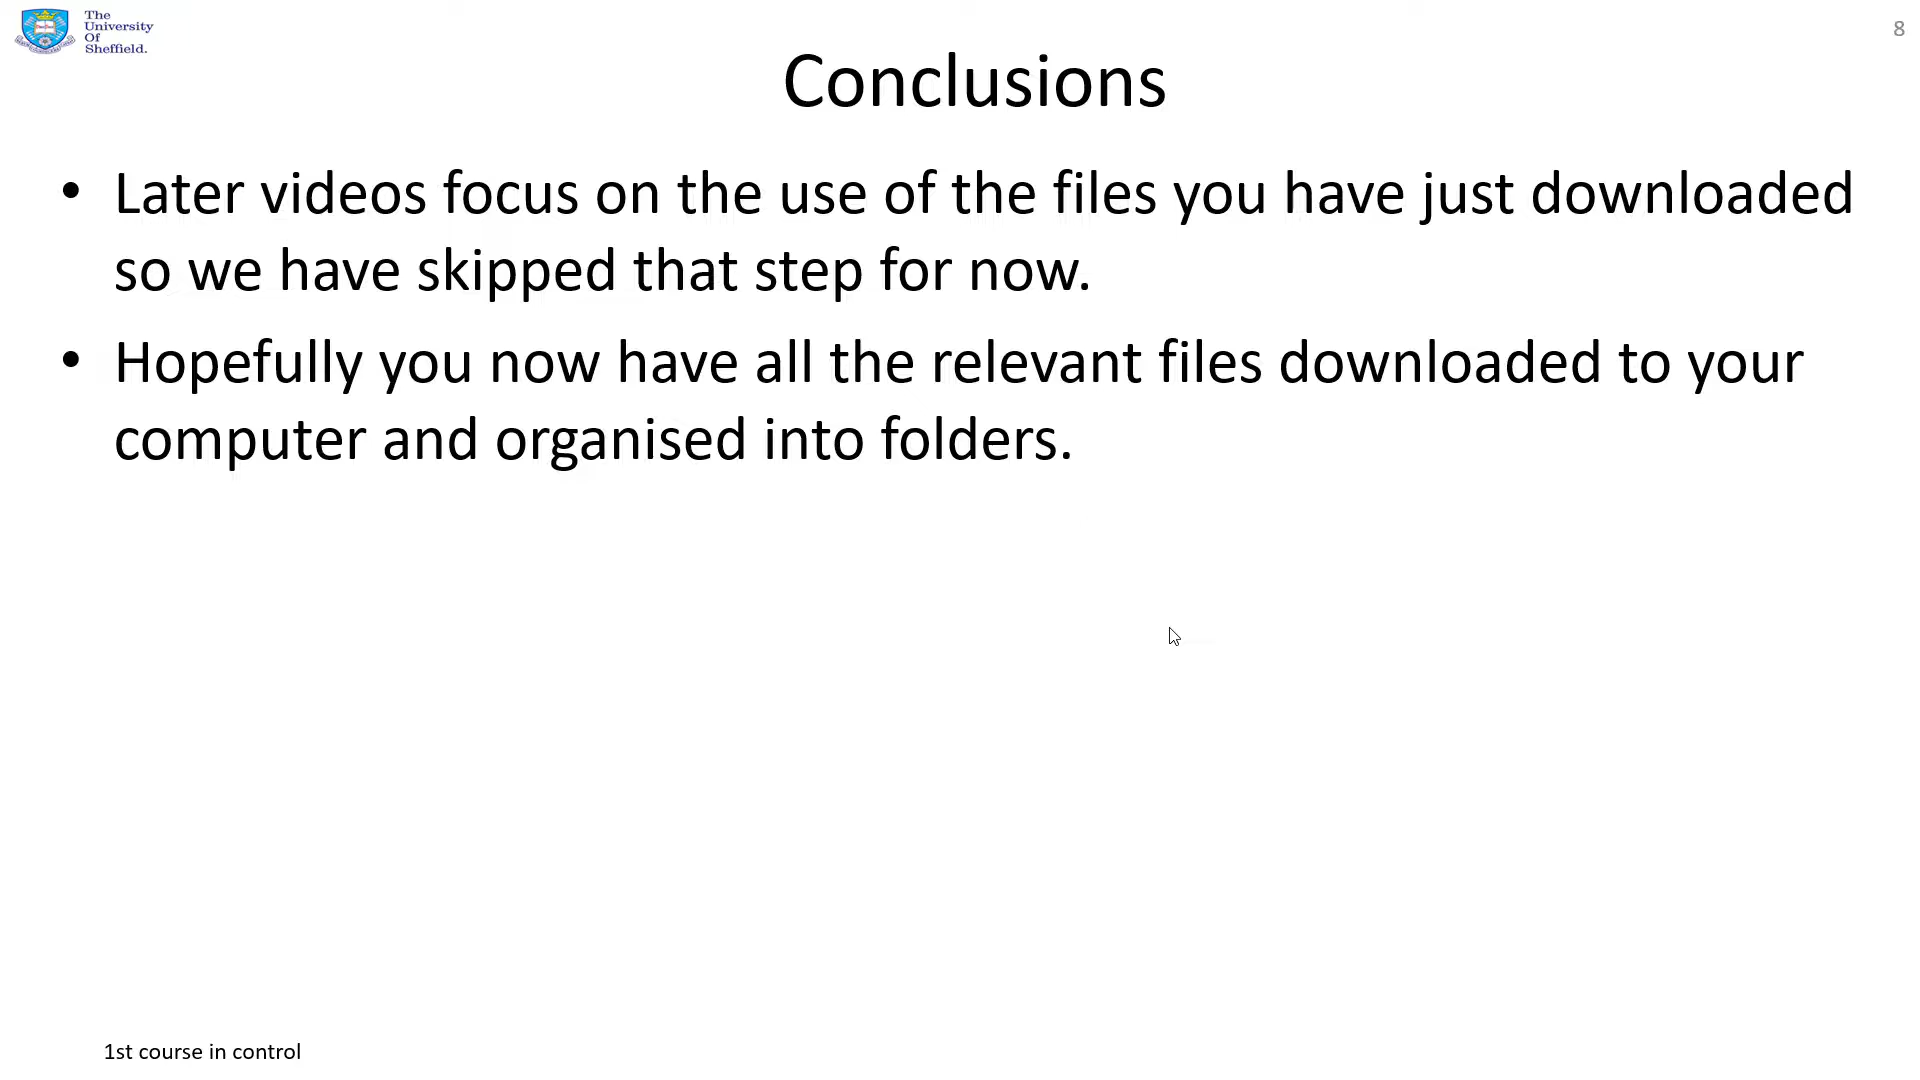 The
University
Of
Sheffield.
8
Conclusions
• Later videos focus on the use of the files you have just downloaded
so we have skipped that step for now.
• Hopefully you now have all the relevant files downloaded to your
computer and organised into folders.
1st course in control